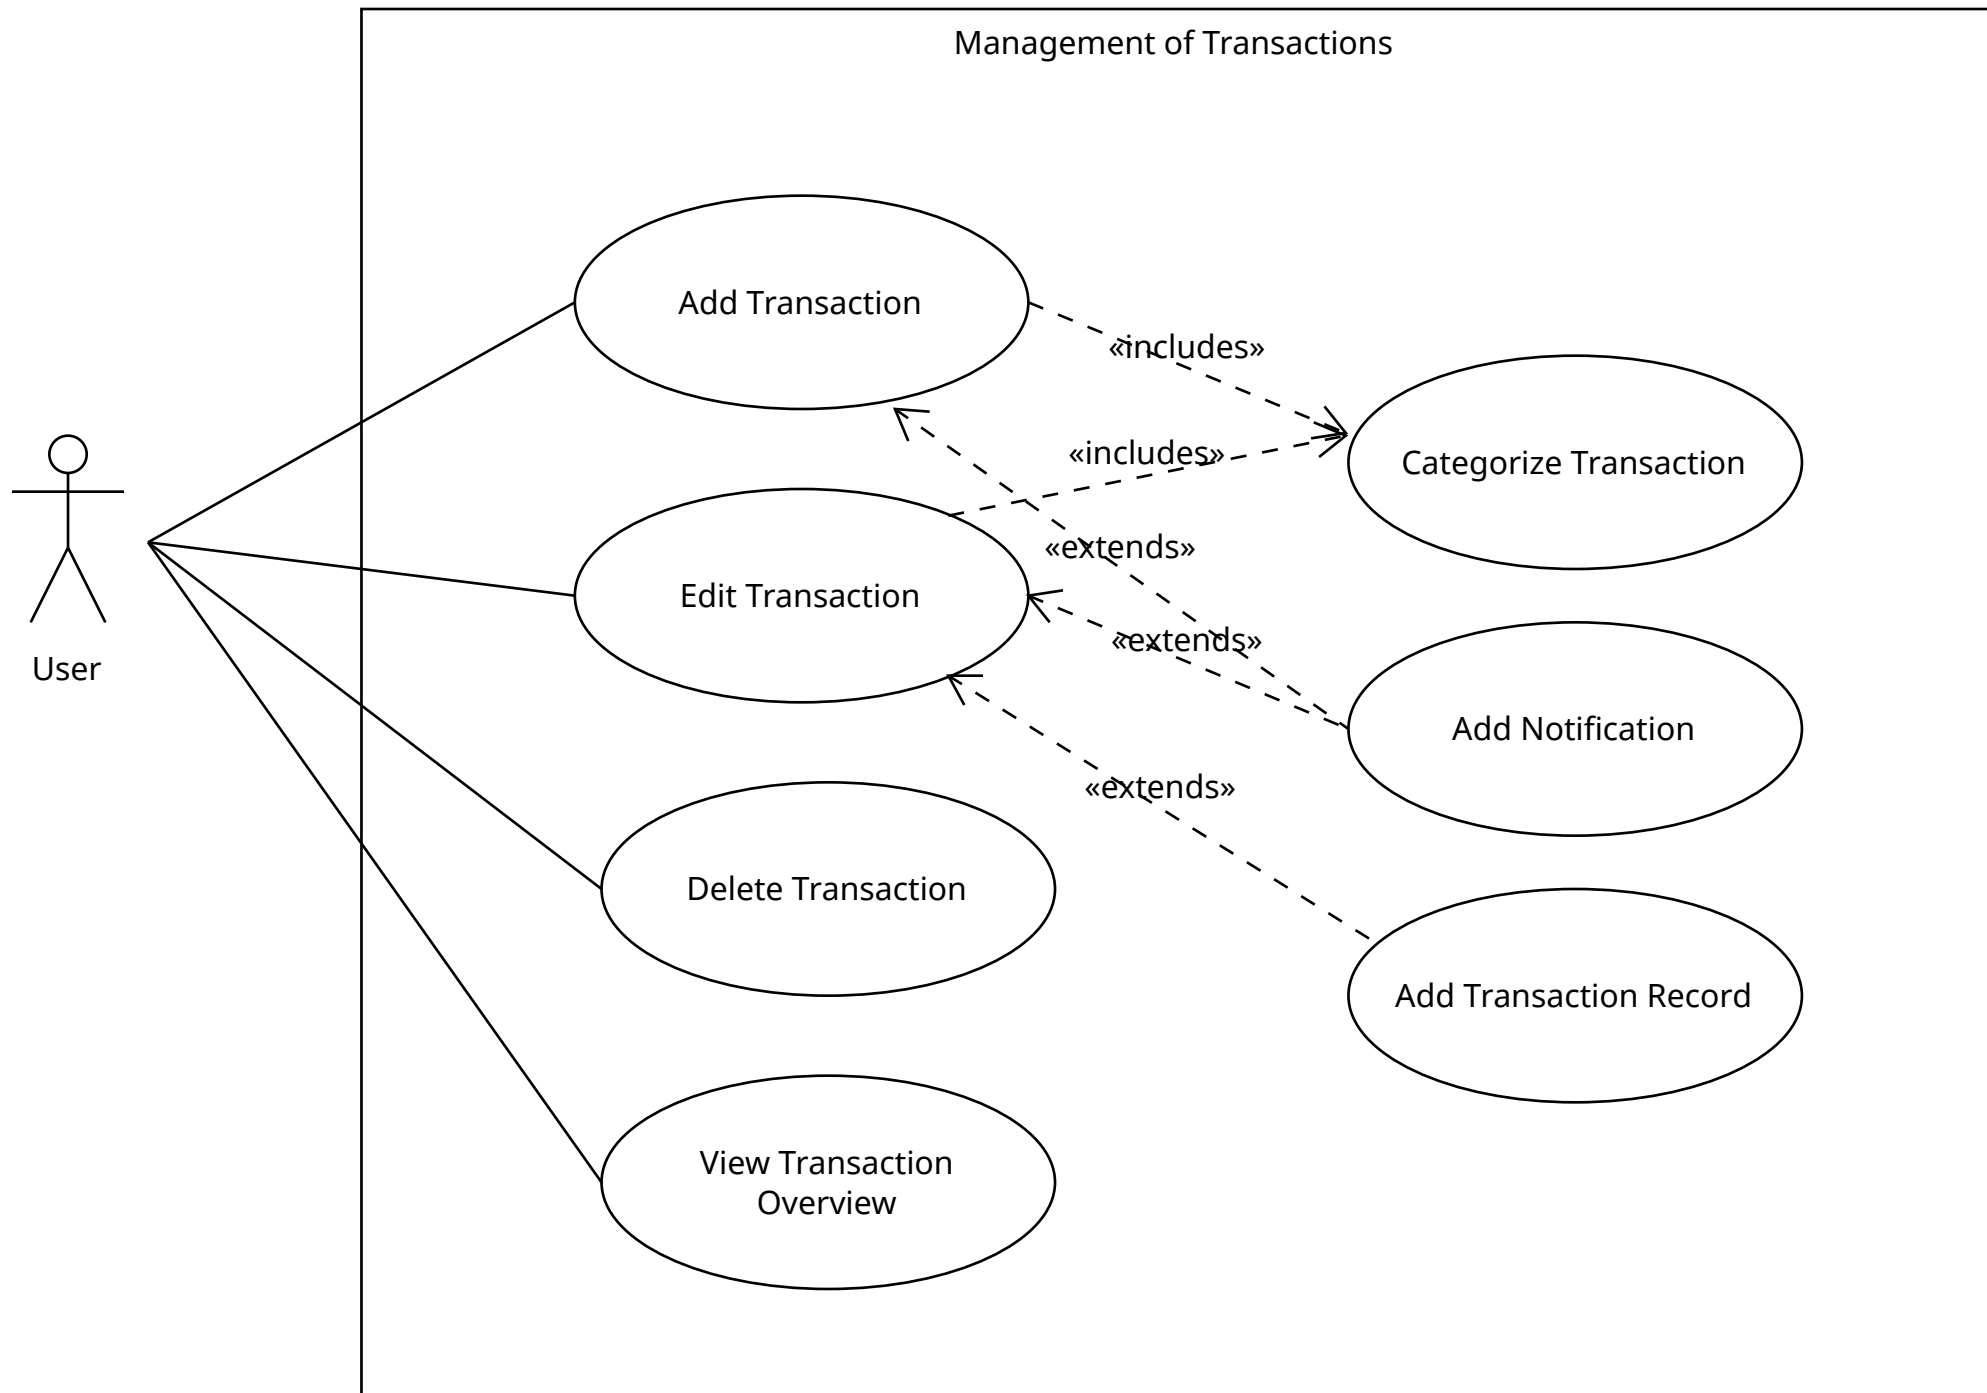 Management of Transactions
Add Transaction
«includes»
Categorize Transaction
«includes»
«extends»
Edit Transaction
«extends»
User
Add Notification
«extends»
Delete Transaction
Add Transaction Record
View Transaction
Overview